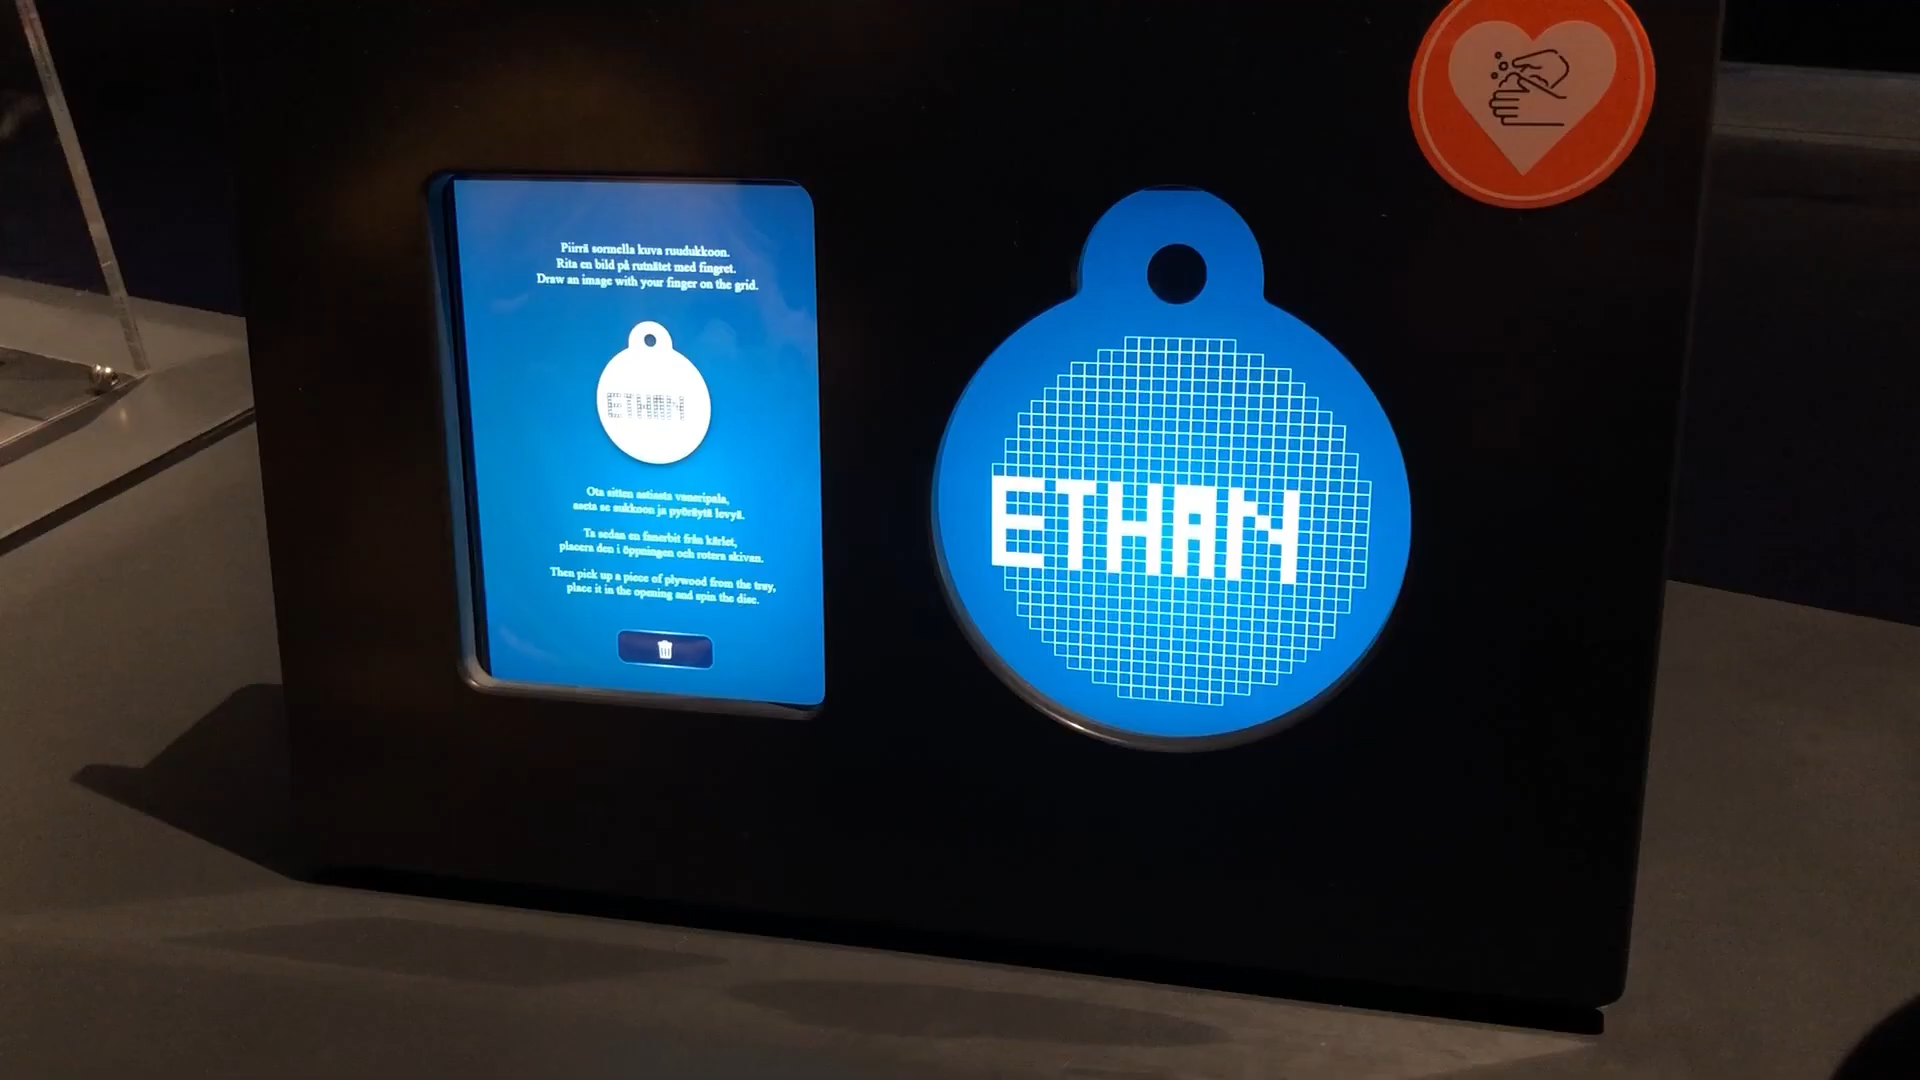 Piirrä sormella kuva ruudukkoon.
Rita en bild på rutnätet med fingret.
Draw an image with your finger on the grid.
ETHAN
Ota sitten astiasta vaneripala,
aseta se aukkoon ja pyöräytä levyä.
Ta sedan en fanerbit från kärlet,
placera den i öppningen och rotera skivan.
Then pick up a piece of plywood from the tray,
place it in the opening and spin the disc.
ETHAN